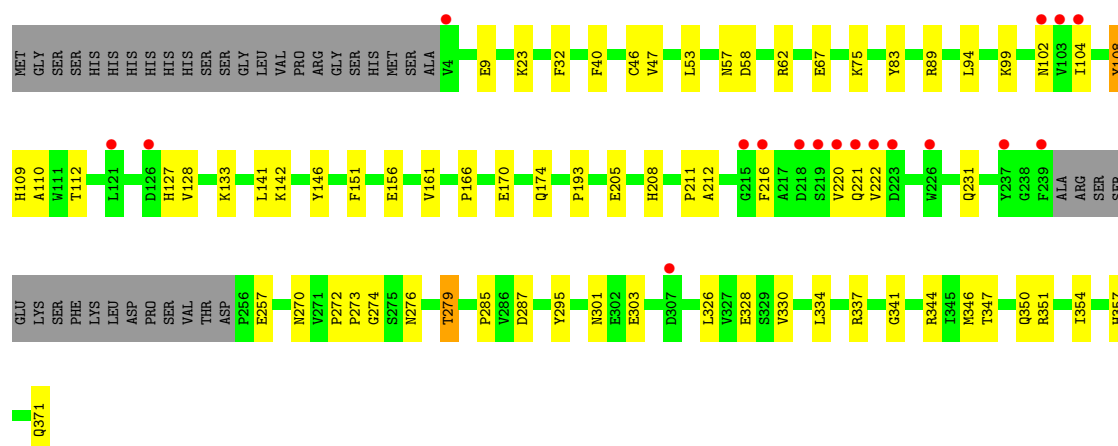 MET GLY SER SER HIS HIS HIS HIS HIS HIS SER SER GLY LEU VAL PRO ARG GLY SER HIS MET SER ALA V4 E9 K23 F32 F40 C46 V47 L53 N57 D58 R62 E67 K75 Y83 R89 L94 K99 N102 V103 I104 Y108
H109 A110 W111 T112 L121 D126 H127 V128 K133 L141 K142 Y146 F151 E156 V161 P166 E170 Q174 P193 E205 H208 P211 A212 G215 F216 A217 D218 S219 V220 Q221 V222 D223 W226 Q231 Y237 G238 F239 ALA ARG SER SER
GLU LYS SER PHE LYS LEU ASP PRO SER VAL THR ASP P256 E257 N270 V271 P272 P273 G274 S275 N276 T279 P285 V286 D287 Y295 N301 E302 E303 D307 L326 V327 E328 S329 V330 L334 R337 G341 R344 I345 M346 T347 Q350 R351 I354 H357
Q371